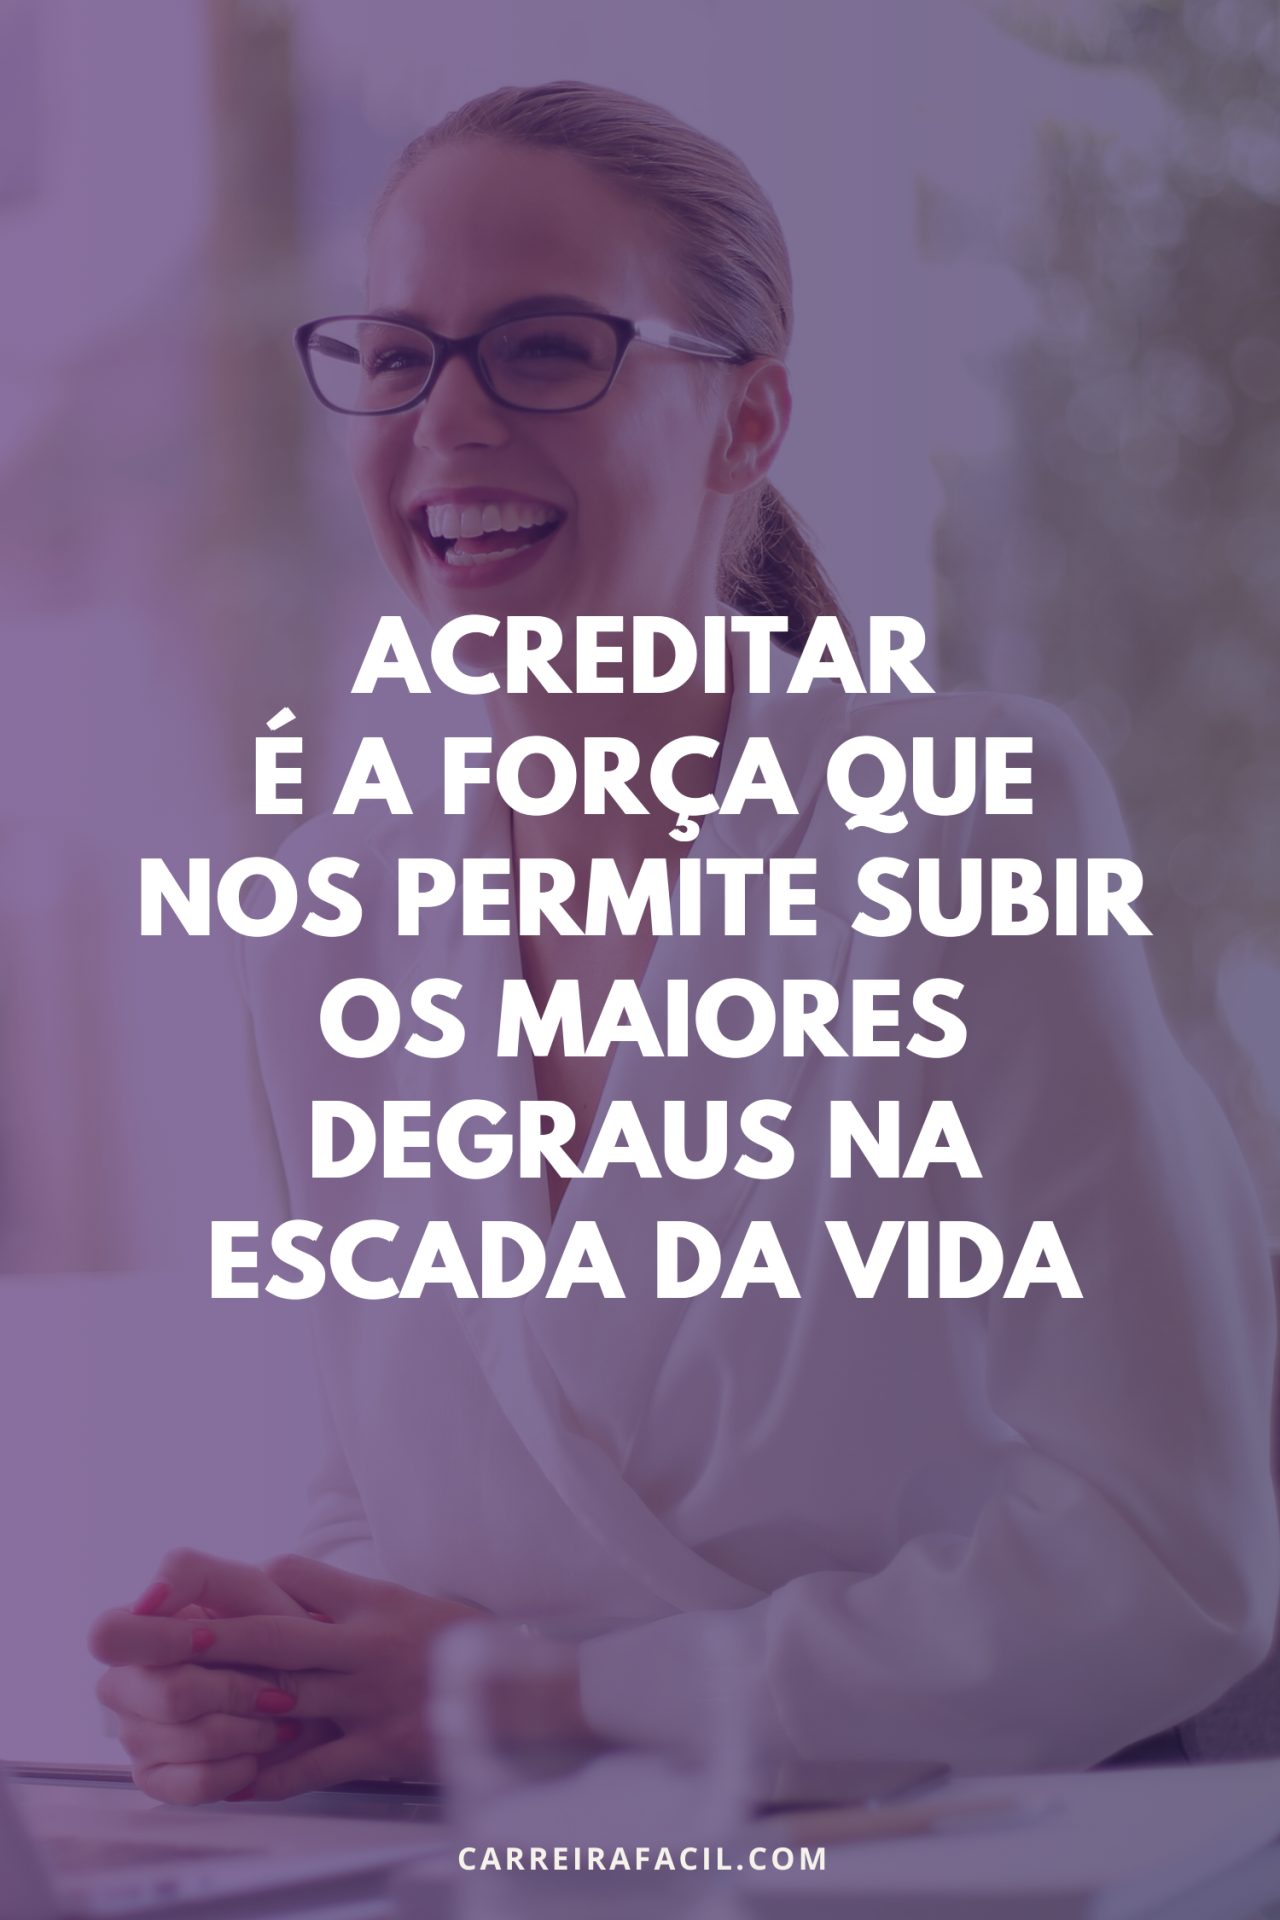 ACREDITAR
É A FORÇA QUE
NOS PERMITE SUBIR
OS MAIORES
DEGRAUS NA
ESCADA DA VIDA
CARREIRAFACIL.COM